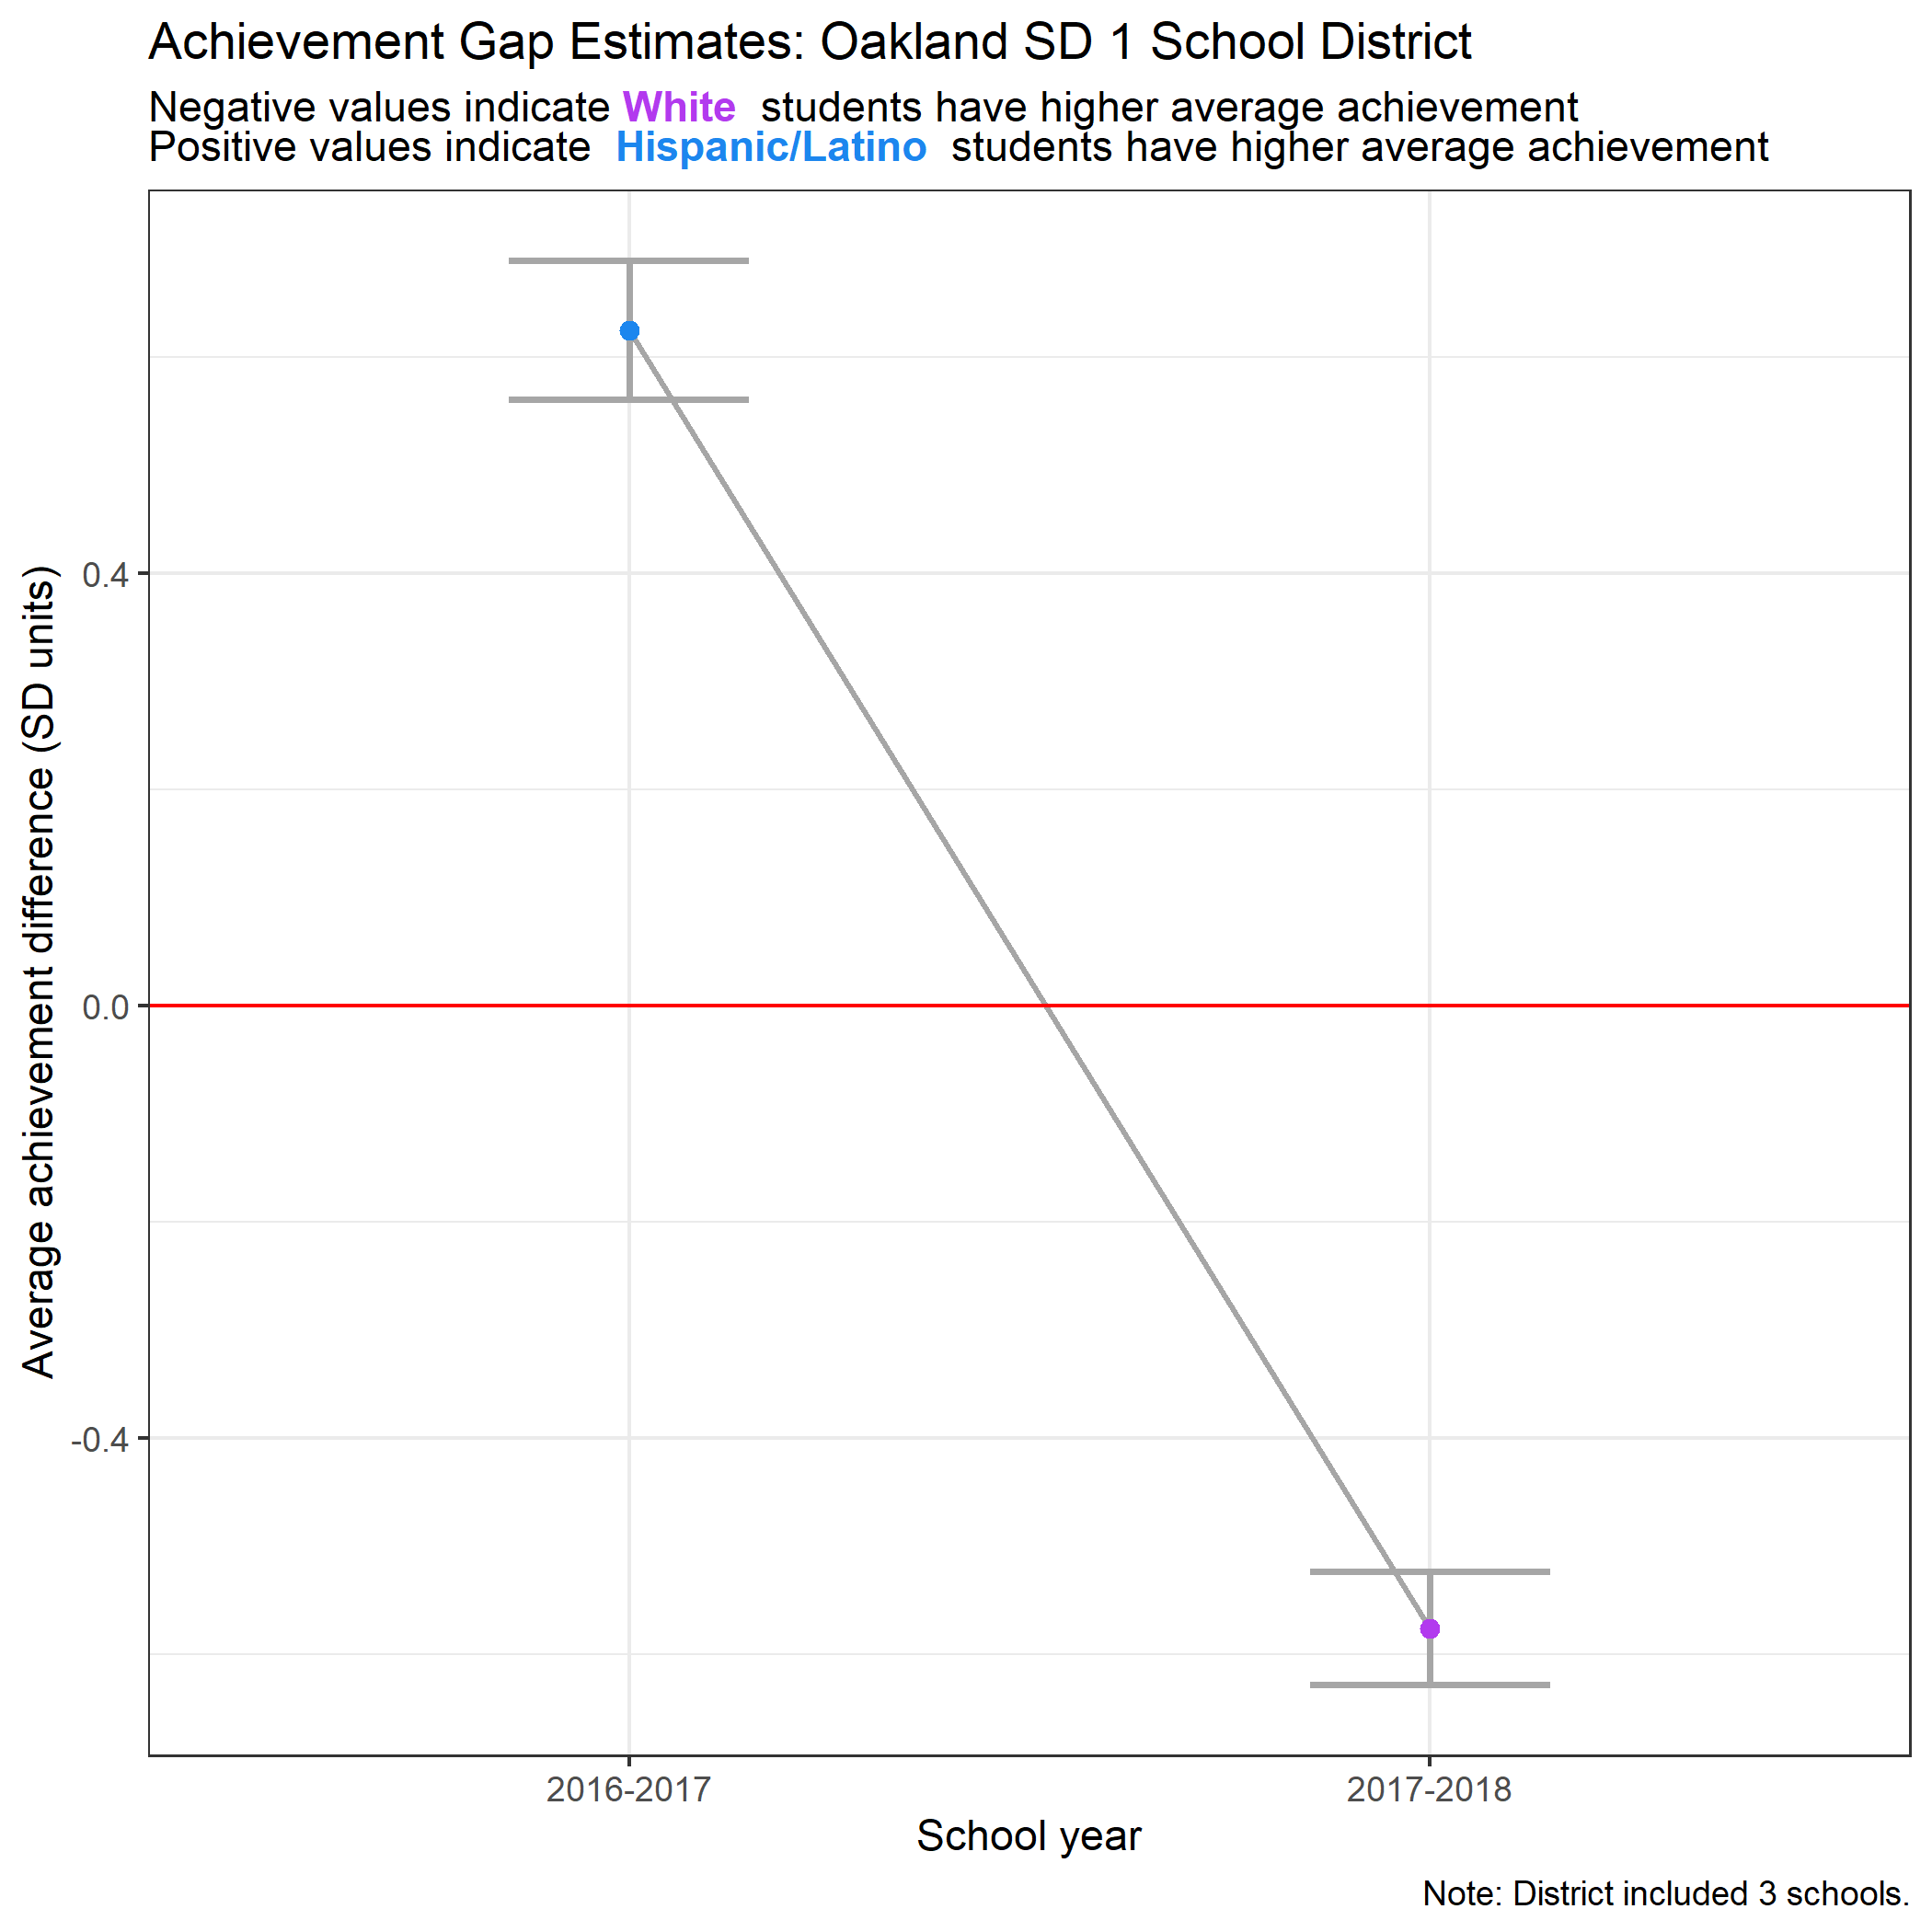 Achievement Gap Estimates: Oakland SD 1 School District
Negative values indicate White students have higher average achievement
Positive values indicate Hispanic/Latino students have higher average achievement
Average achievement difference (SD units)
0.4
0.0
-0.4
2016-2017
2017-2018
School year
Note: District included 3 schools.